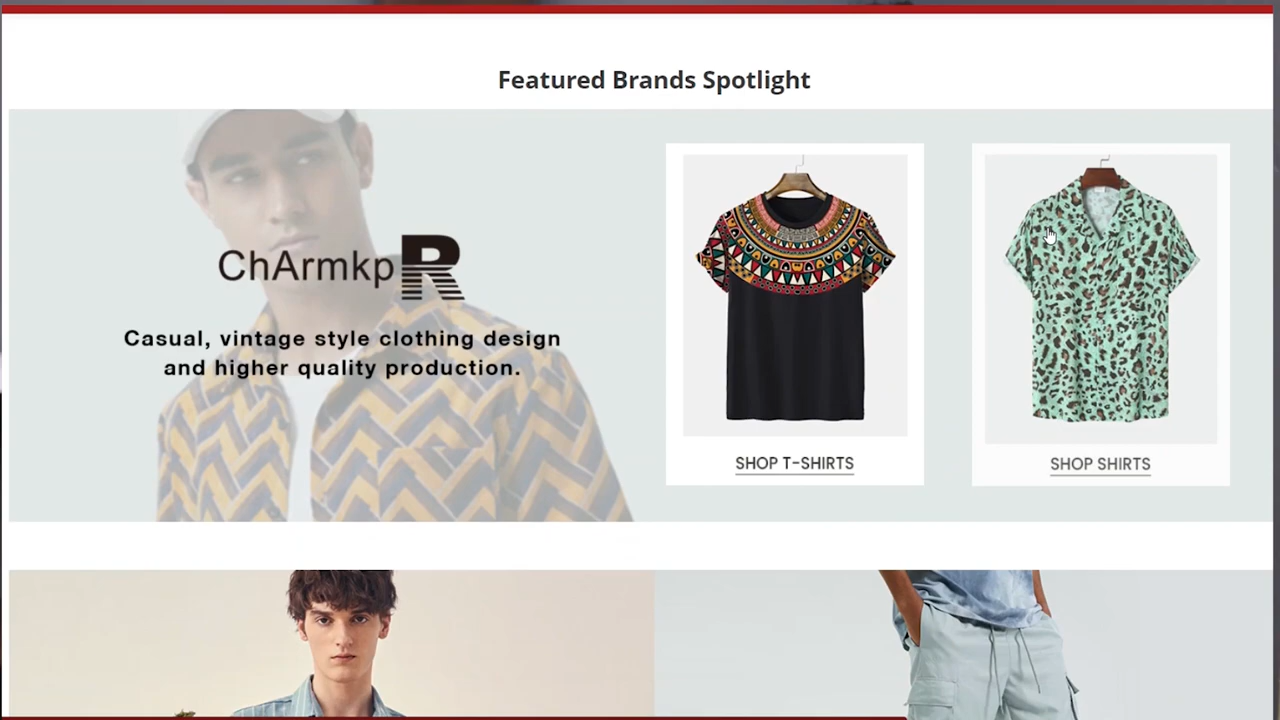 Featured Brands Spotlight
ChArmkpR
Casual, vintage style clothing design
and higher quality production.
SHOP T-SHIRTS
SHOP SHIRTS